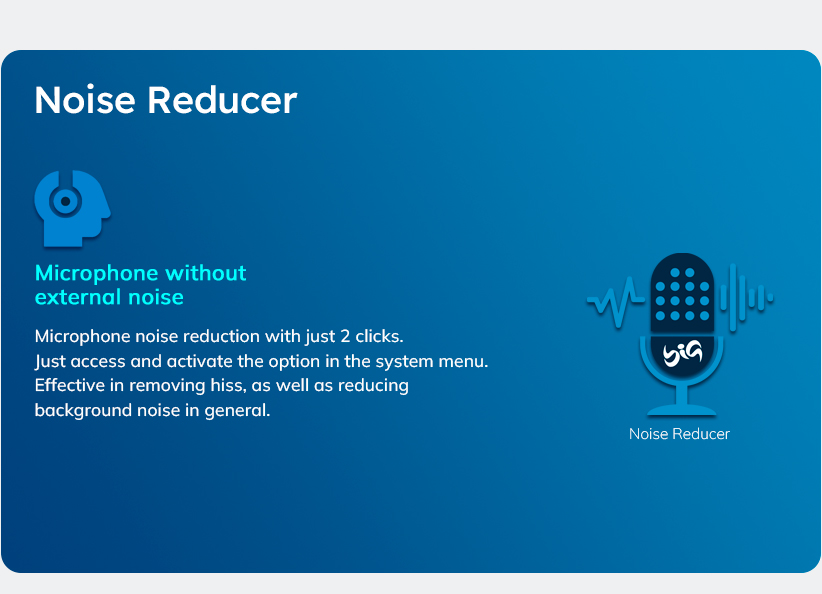 Noise Reducer
Microphone without
external noise
Microphone noise reduction with just 2 clicks.
Just access and activate the option in the system menu.
Effective in removing hiss, as well as reducing
background noise in general.
big
Noise Reducer